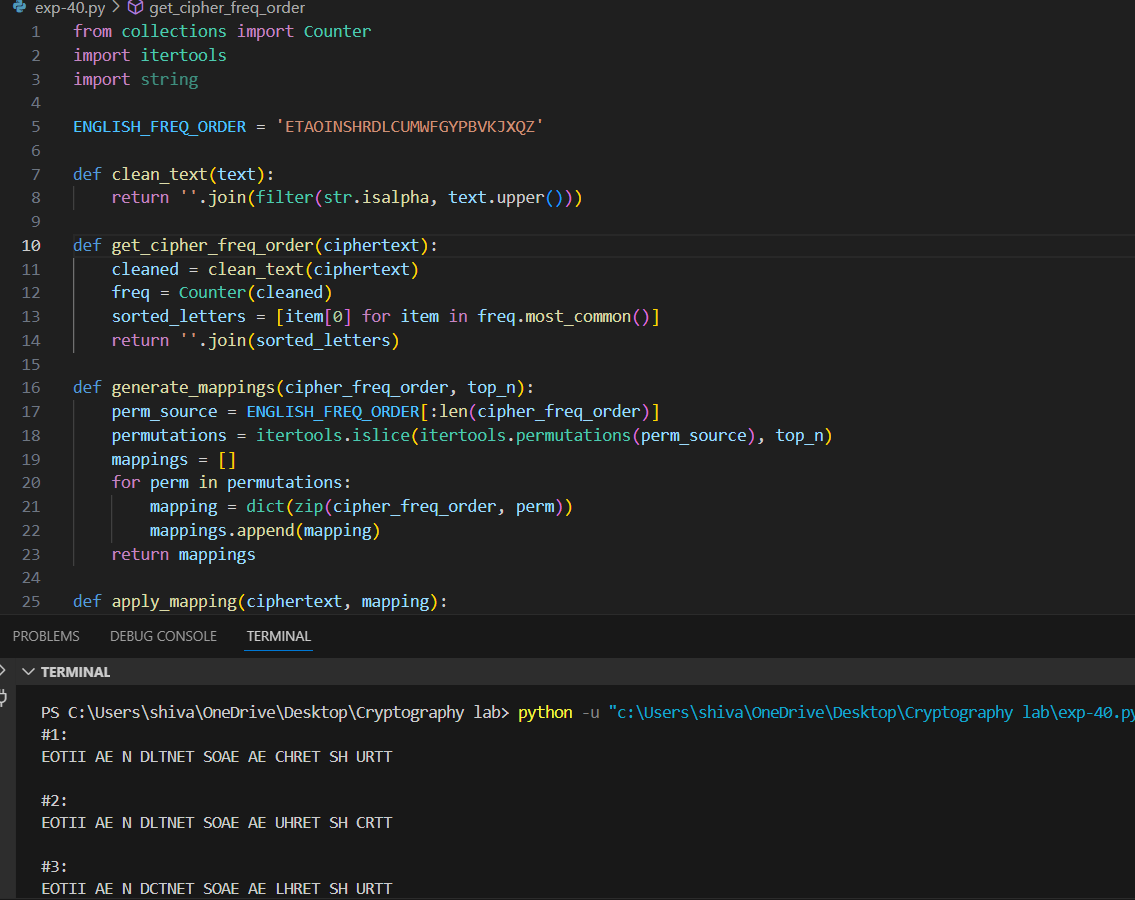 exp-40.py > get_cipher_freq_order
1 from collections import Counter
2 import itertools
3 import string
4
5 ENGLISH_FREQ_ORDER = 'ETAOINSHRDLCUMWFGYPBVKJXQZ'
6
7 def clean_text(text):
8     return ''.join(filter(str.isalpha, text.upper()))
9
10 def get_cipher_freq_order(ciphertext):
11     cleaned = clean_text(ciphertext)
12     freq = Counter(cleaned)
13     sorted_letters = [item[0] for item in freq.most_common()]
14     return ''.join(sorted_letters)
15
16 def generate_mappings(cipher_freq_order, top_n):
17     perm_source = ENGLISH_FREQ_ORDER[:len(cipher_freq_order)]
18     permutations = itertools.islice(itertools.permutations(perm_source), top_n)
19     mappings = []
20     for perm in permutations:
21         mapping = dict(zip(cipher_freq_order, perm))
22         mappings.append(mapping)
23     return mappings
24
25 def apply_mapping(ciphertext, mapping):
PROBLEMS DEBUG CONSOLE TERMINAL
TERMINAL
PS C:\Users\shiva\OneDrive\Desktop\Cryptography lab> python -u "c:\Users\shiva\OneDrive\Desktop\Cryptography lab\exp-40.py
#1:
EOTII AE N DLTNET SOAE AE CHRET SH URTT
#2:
EOTII AE N DLTNET SOAE AE UHRET SH CRTT
#3:
EOTII AE N DCTNET SOAE AE LHRET SH URTT